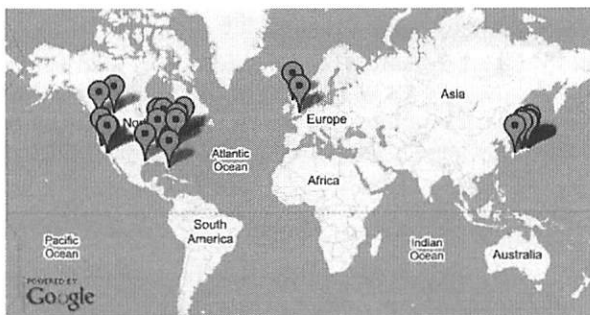 Nor
Europe
Asia
Atlantic
Ocean
Africa
South
America
Pacific
Ocean
Indian
Ocean
Australia
POWERED BY
Google